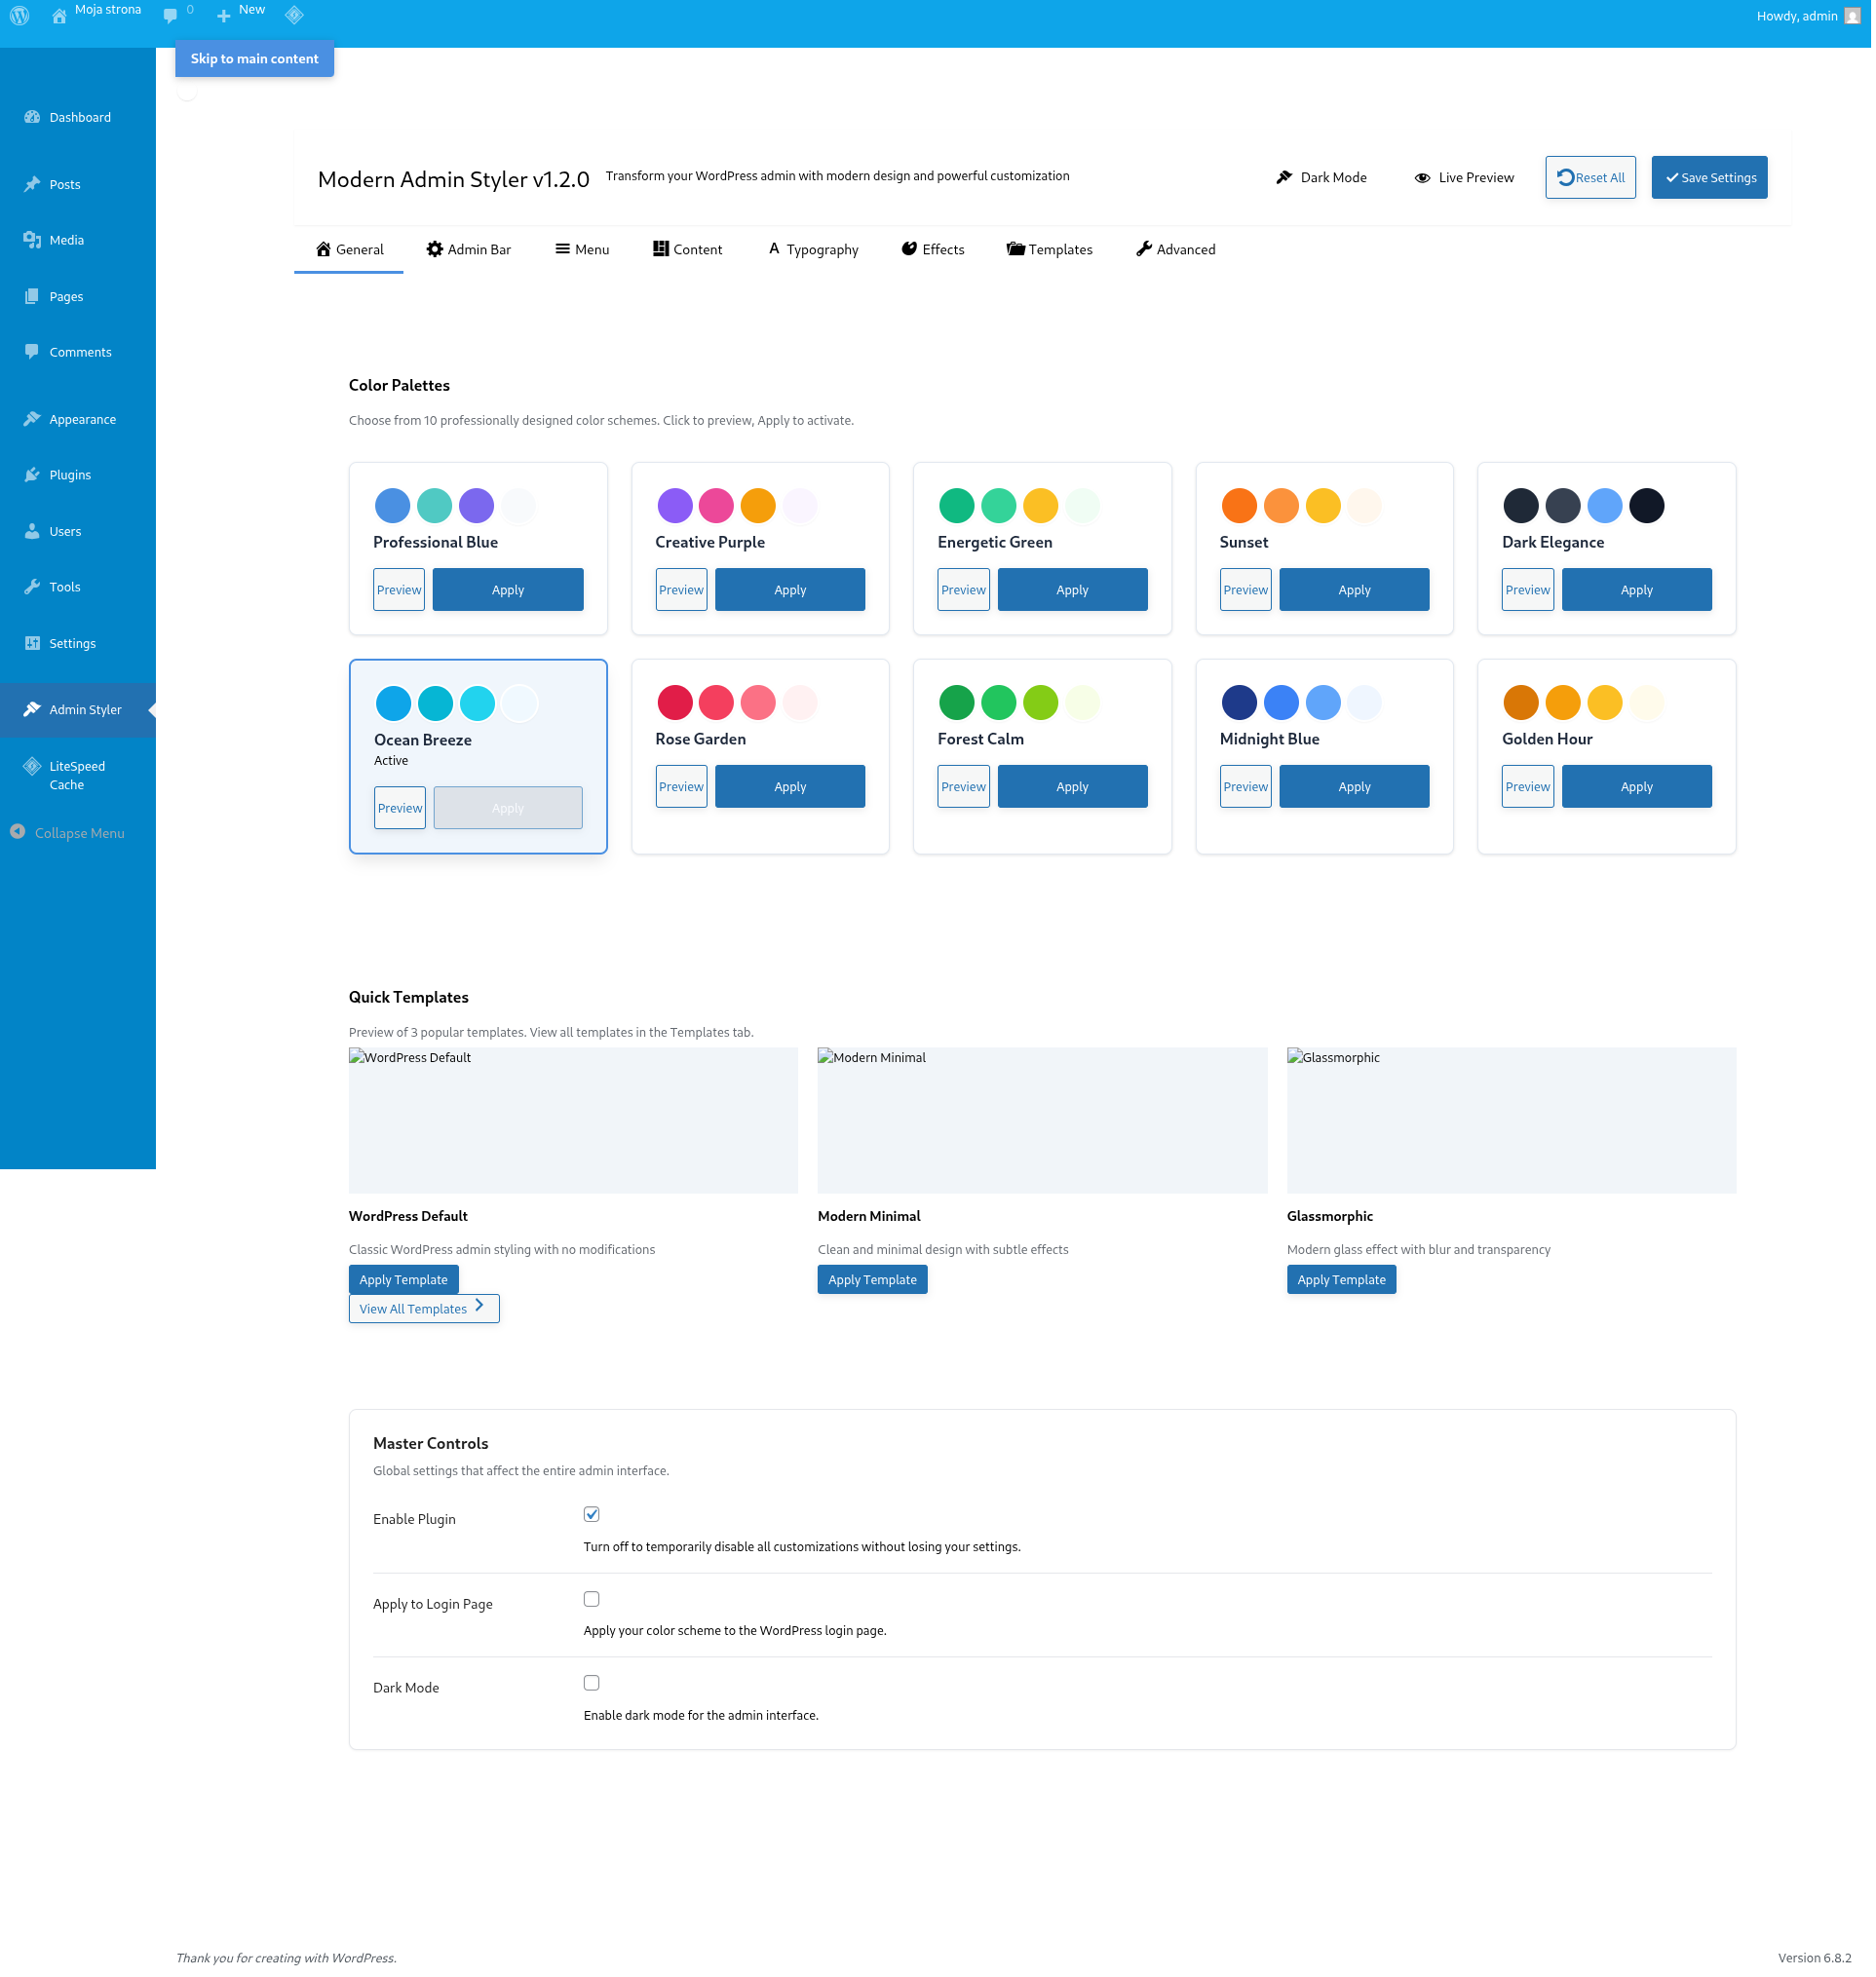 Moja strona
0
New
Howdy, admin
Skip to main content
Dashboard
Posts
Media
Pages
Comments
Appearance
Plugins
Users
Tools
Settings
Admin Styler
LiteSpeed
Cache
Collapse Menu
Modern Admin Styler v1.2.0
Transform your WordPress admin with modern design and powerful customization
Dark Mode
Live Preview
Reset All
Save Settings
General
Admin Bar
Menu
Content
Typography
Effects
Templates
Advanced
Color Palettes
Choose from 10 professionally designed color schemes. Click to preview, Apply to activate.
Professional Blue
Preview
Apply
Creative Purple
Preview
Apply
Energetic Green
Preview
Apply
Sunset
Preview
Apply
Dark Elegance
Preview
Apply
Ocean Breeze
Active
Preview
Apply
Rose Garden
Preview
Apply
Forest Calm
Preview
Apply
Midnight Blue
Preview
Apply
Golden Hour
Preview
Apply
Quick Templates
Preview of 3 popular templates. View all templates in the Templates tab.
WordPress Default
WordPress Default
Classic WordPress admin styling with no modifications
Apply Template
Modern Minimal
Modern Minimal
Clean and minimal design with subtle effects
Apply Template
Glassmorphic
Glassmorphic
Modern glass effect with blur and transparency
Apply Template
View All Templates
Master Controls
Global settings that affect the entire admin interface.
Enable Plugin
Turn off to temporarily disable all customizations without losing your settings.
Apply to Login Page
Apply your color scheme to the WordPress login page.
Dark Mode
Enable dark mode for the admin interface.
Thank you for creating with WordPress.
Version 6.8.2